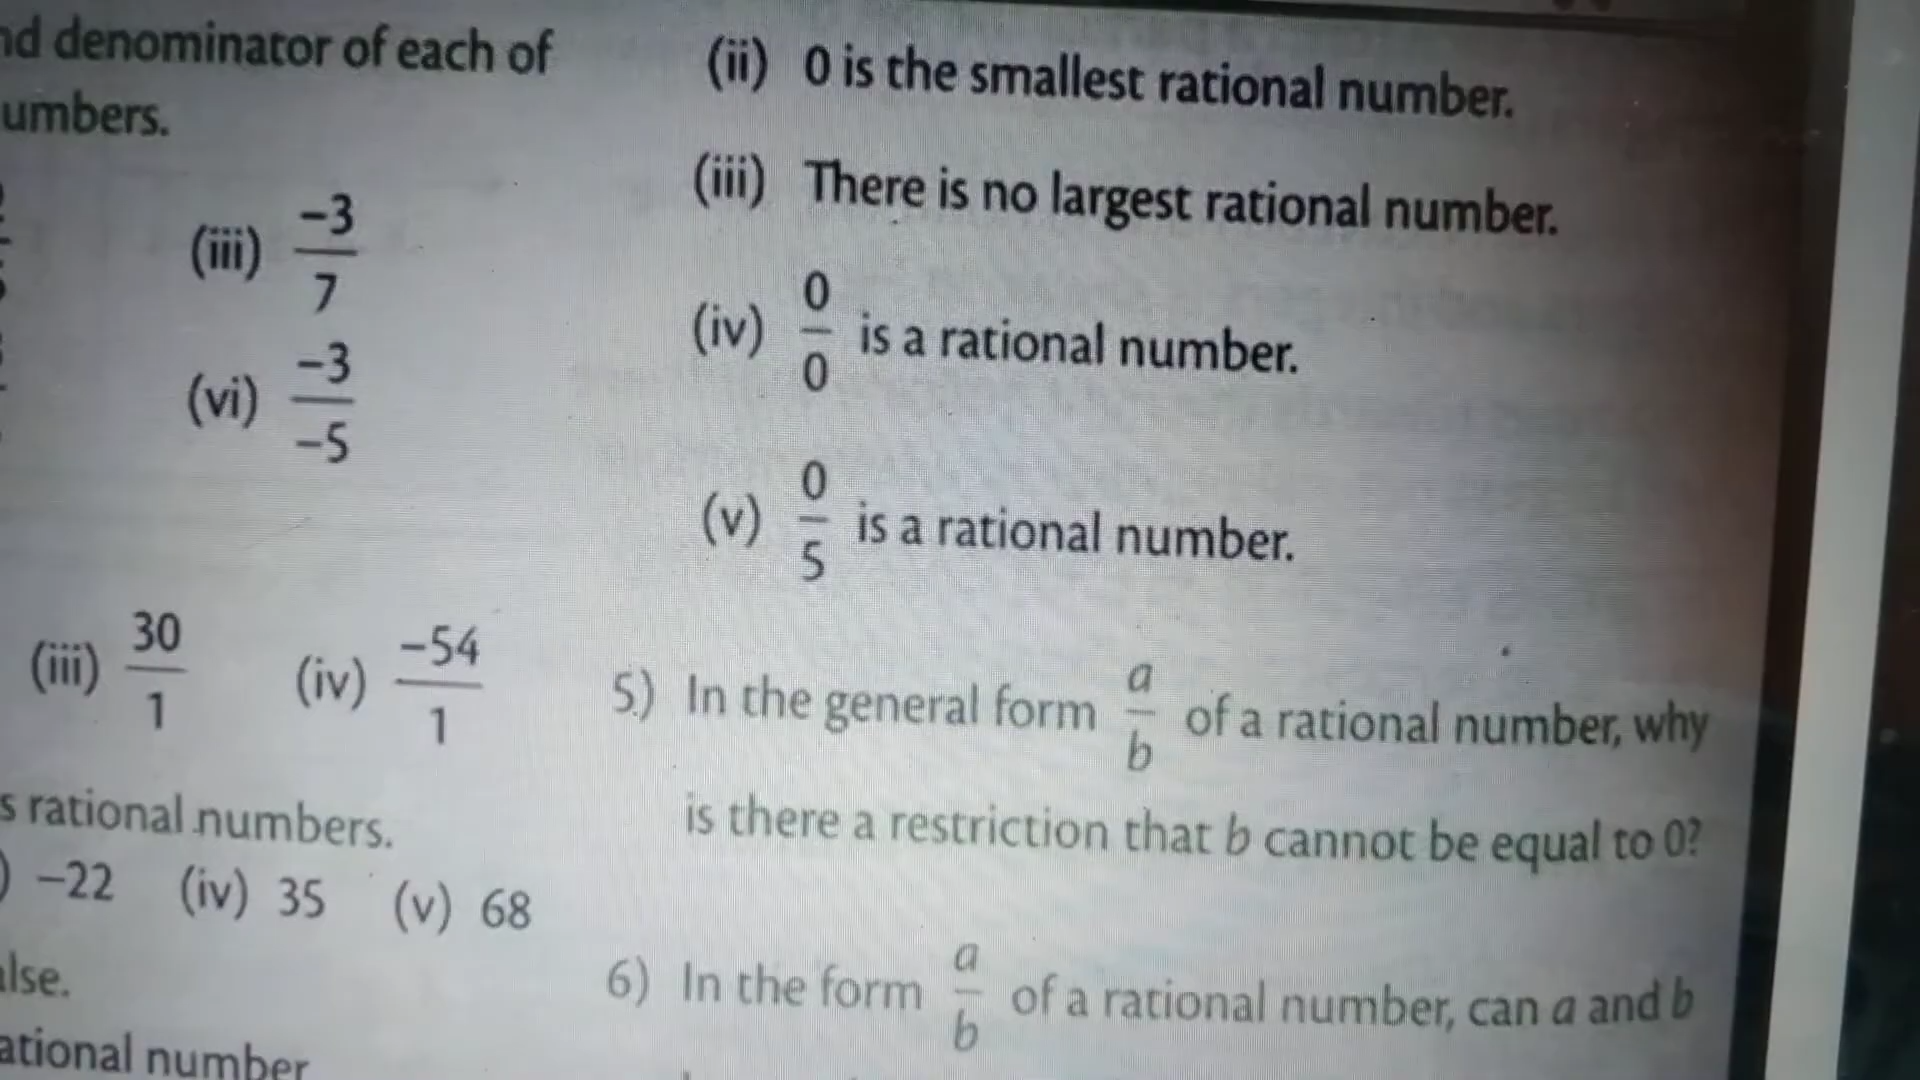 denominator of each of
umbers.
(iii) -3/7
(vi) -3/-5
(iii) 30/1 (iv) -54/1
s rational numbers.
) -22 (iv) 35 (v) 68
lse.
ational number
(ii) 0 is the smallest rational number.
(iii) There is no largest rational number.
(iv) 0/0 is a rational number.
(v) 0/5 is a rational number.
5) In the general form a/b of a rational number, why
is there a restriction that b cannot be equal to 0?
6) In the form a/b of a rational number, can a and b